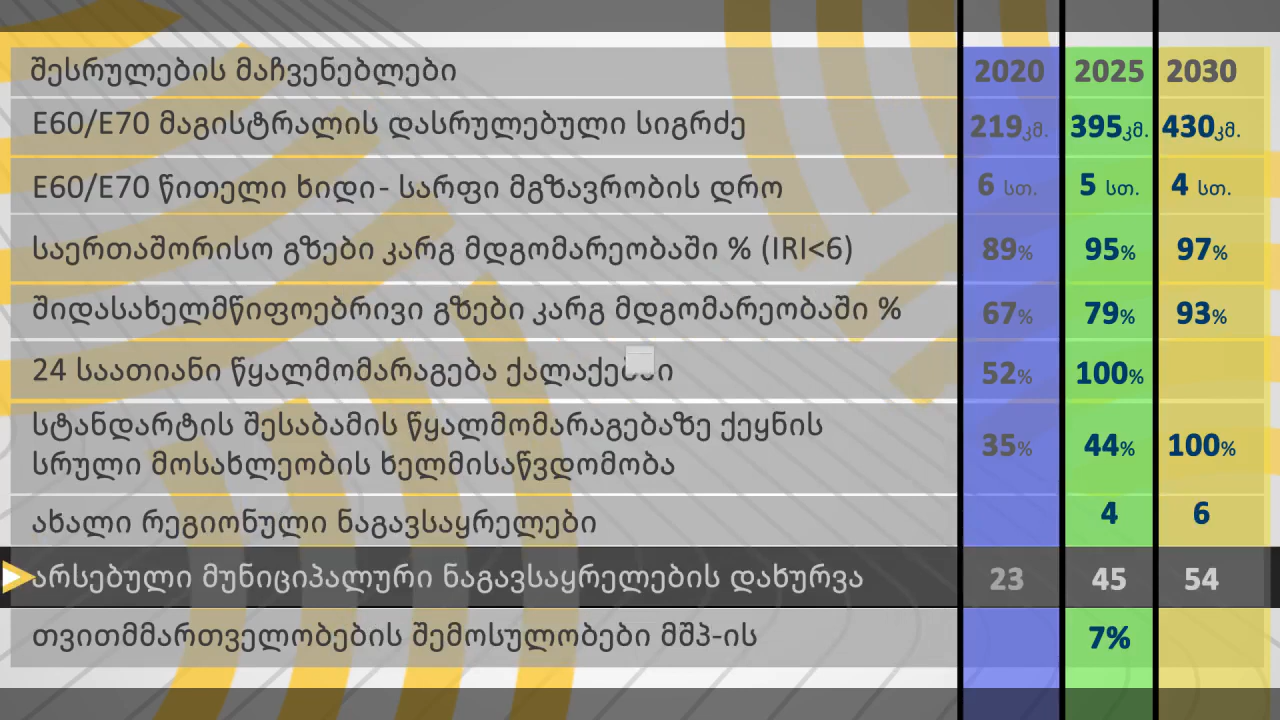 შესრულების მაჩვენებლები 2020 2025 2030
E60/E70 მაგისტრალის დასრულებული სიგრძე 219კმ. 395კმ. 430კმ.
E60/E70 წითელი ხიდი - სარფი მგზავრობის დრო 6 სთ. 5 სთ. 4 სთ.
საერთაშორისო გზები კარგ მდგომარეობაში % (IRI<6) 89% 95% 97%
შიდასახელმწიფოებრივი გზები კარგ მდგომარეობაში % 67% 79% 93%
24 საათიანი წყალმომარაგება ქალაქებში 52% 100%
სტანდარტის შესაბამის წყალმომარაგებაზე ქეყნის
სრული მოსახლეობის ხელმისაწვდომობა 35% 44% 100%
ახალი რეგიონული ნაგავსაყრელები 4 6
არსებული მუნიციპალური ნაგავსაყრელების დახურვა 23 45 54
თვითმმართველობების შემოსულობები მშპ-ის 7%